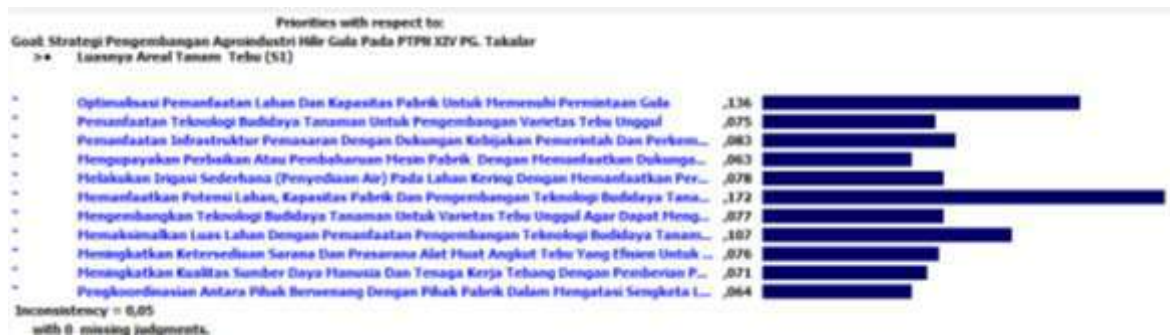 Priorities with respect to:
Goal: Strategi Pengembangan Agroindustri Hilir Gula Pada PTPN XIV PG. Takalar
>• Luasnya Areal Tanam Tebu (S1)
Optimalisasi Pemanfaatan Lahan Dan Kapasitas Pabrik Untuk Memenuhi Permintaan Gula ,136
Pemanfaatan Teknologi Budidaya Tanaman Untuk Pengembangan Varietas Tebu Unggul ,075
Pemanfaatan Infrastruktur Pemasaran Dengan Dukungan Kebijakan Pemerintah Dan Perkem... ,083
Mengupayakan Perbaikan Atau Pembaharuan Mesin Pabrik Dengan Memanfaatkan Dukunga... ,063
Melakukan Irigasi Sederhana (Penyediaan Air) Pada Lahan Kering Dengan Memanfaatkan Per... ,078
Memanfaatkan Potensi Lahan, Kapasitas Pabrik Dan Pengembangan Teknologi Budidaya Tana... ,172
Mengembangkan Teknologi Budidaya Tanaman Untuk Varietas Tebu Unggul Agar Dapat Meng... ,077
Memaksimalkan Luas Lahan Dengan Pemanfaatan Pengembangan Teknologi Budidaya Tanam... ,107
Meningkatkan Ketersediaan Sarana Dan Prasarana Alat Muat Angkut Tebu Yang Efisien Untuk ... ,076
Meningkatkan Kualitas Sumber Daya Manusia Dan Tenaga Kerja Tebang Dengan Pemberian P... ,071
Pengkoordinasian Antara Pihak Berwenang Dengan Pihak Pabrik Dalam Mengatasi Sengketa L... ,064
Inconsistency = 0,05
with 0 missing judgments.